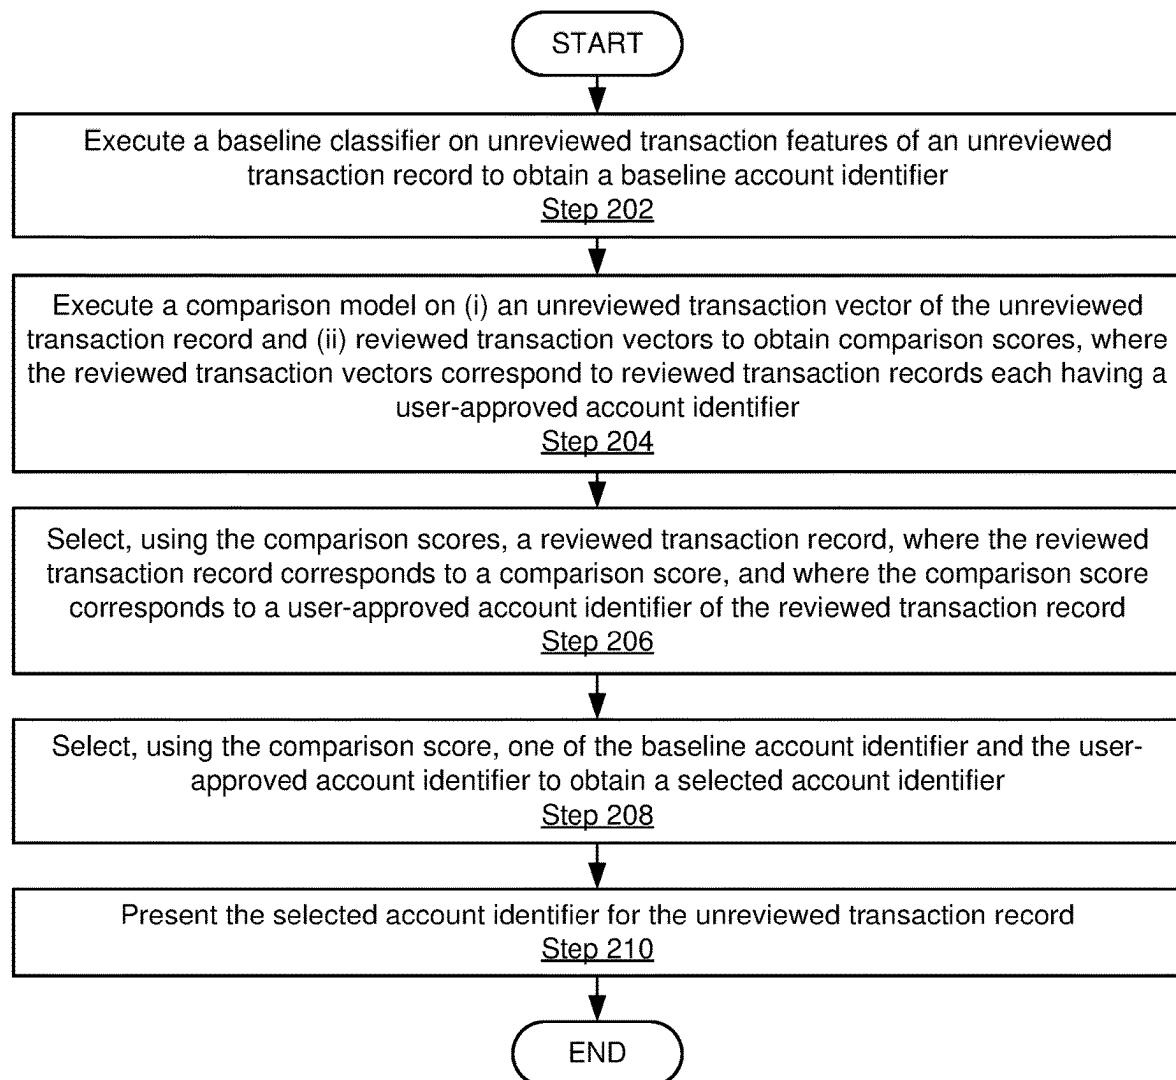 START
Execute a baseline classifier on unreviewed transaction features of an unreviewed
transaction record to obtain a baseline account identifier
Step 202
Execute a comparison model on (i) an unreviewed transaction vector of the unreviewed
transaction record and (ii) reviewed transaction vectors to obtain comparison scores, where
the reviewed transaction vectors correspond to reviewed transaction records each having a
user-approved account identifier
Step 204
Select, using the comparison scores, a reviewed transaction record, where the reviewed
transaction record corresponds to a comparison score, and where the comparison score
corresponds to a user-approved account identifier of the reviewed transaction record
Step 206
Select, using the comparison score, one of the baseline account identifier and the user-
approved account identifier to obtain a selected account identifier
Step 208
Present the selected account identifier for the unreviewed transaction record
Step 210
END